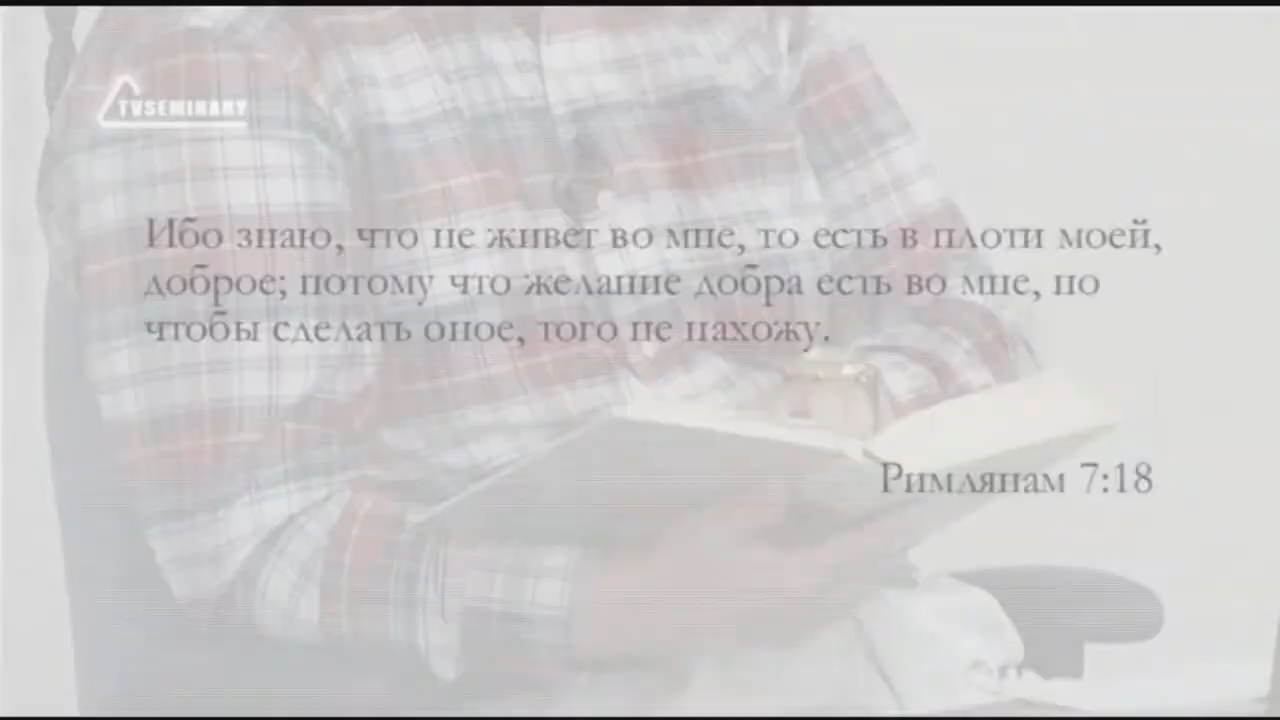 TVSEMINARY
Ибо знаю, что не живет во мне, то есть в плоти моей,
доброе; потому что желание добра есть во мне, но
чтобы сделать оное, того не нахожу.
Римлянам 7:18